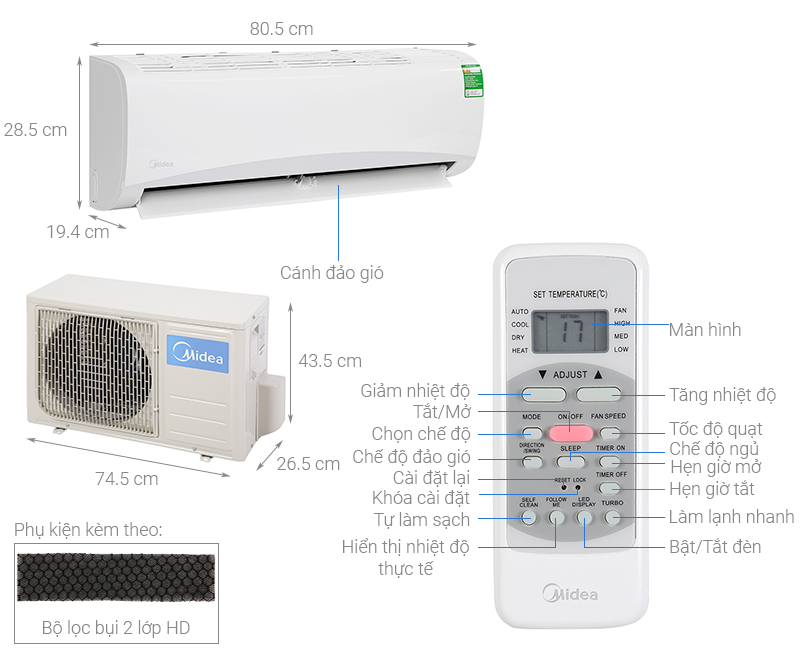 80.5 cm
28.5 cm
Midea
19.4 cm
Cánh đảo gió
Midea
43.5 cm
74.5 cm
26.5 cm
Phụ kiện kèm theo:
Bộ lọc bụi 2 lớp HD
SET TEMPERATURE(°C)
AUTO
COOL
DRY
HEAT
17
FAN
HIGH
MED
LOW
Màn hình
▼ ADJUST ▲
Giảm nhiệt độ
Tăng nhiệt độ
Tắt/Mở
MODE ON/OFF FAN SPEED
Chọn chế độ
Tốc độ quạt
DIRECTION
/SWING
SLEEP
TIMER ON
Chế độ ngủ
Chế độ đảo gió
Hẹn giờ mở
Cài đặt lại
RESET LOCK
TIMER OFF
Hẹn giờ tắt
Khóa cài đặt
SELF
CLEAN
FOLLOW
ME
LED
DISPLAY
TURBO
Tự làm sạch
Làm lạnh nhanh
Hiển thị nhiệt độ
thực tế
Bật/Tắt đèn
Midea